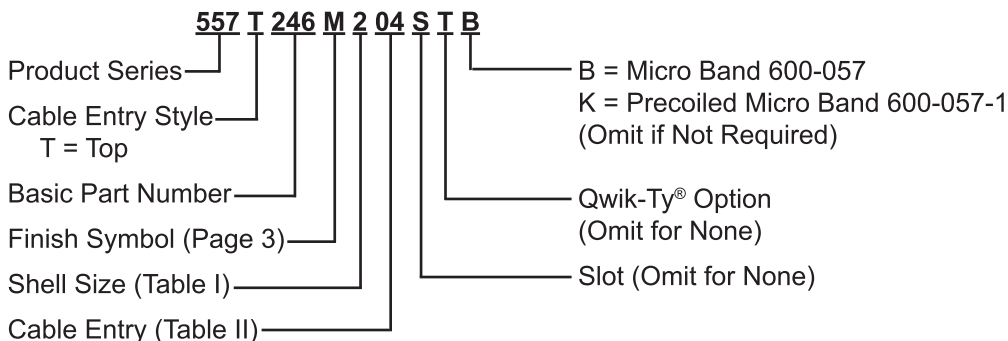 557 T 246 M 2 04 S T B
Product Series
Cable Entry Style
T = Top
Basic Part Number
Finish Symbol (Page 3)
Shell Size (Table I)
Cable Entry (Table II)
B = Micro Band 600-057
K = Precoiled Micro Band 600-057-1
(Omit if Not Required)
Qwik-Ty® Option
(Omit for None)
Slot (Omit for None)